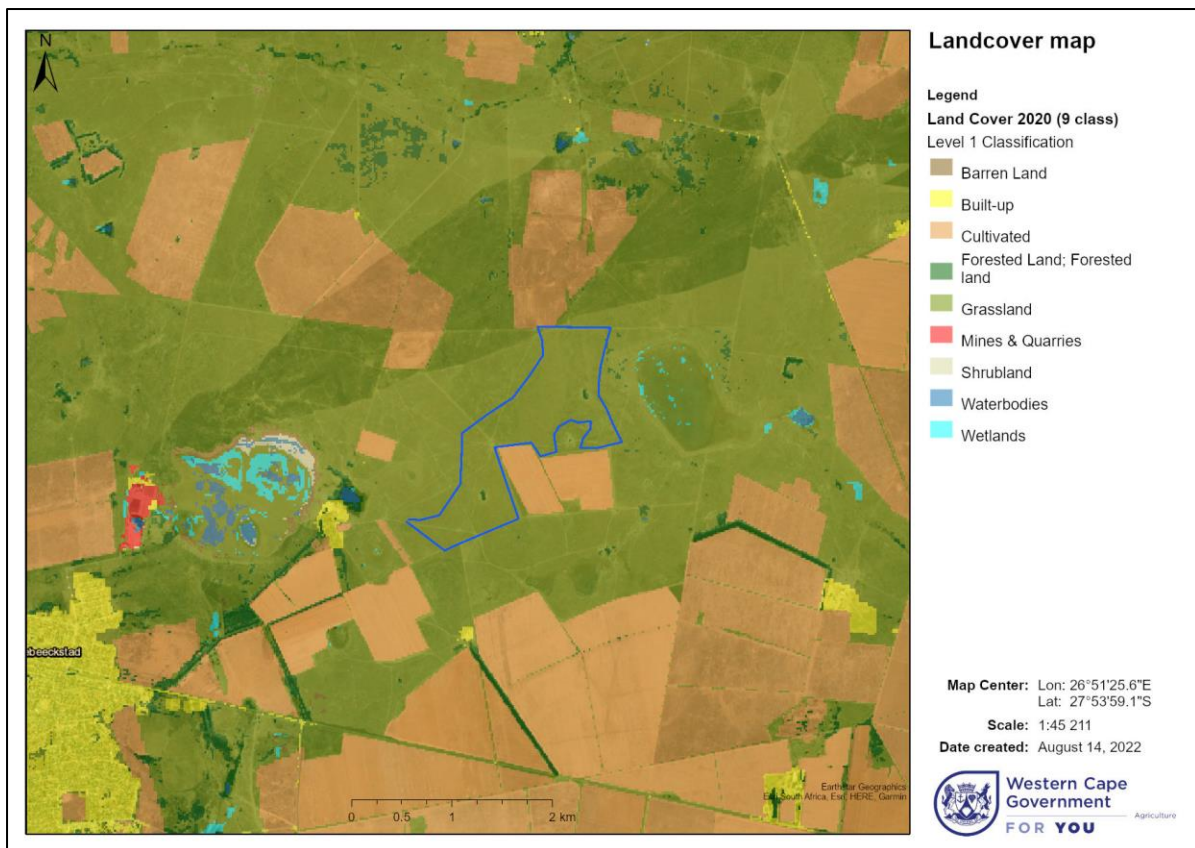 N
ebeeckstad
Earthstar Geographics
Esri South Africa, Esri, HERE, Garmin
0 0.5 1 2 km
Landcover map
Legend
Land Cover 2020 (9 class)
Level 1 Classification
Barren Land
Built-up
Cultivated
Forested Land; Forested
land
Grassland
Mines & Quarries
Shrubland
Waterbodies
Wetlands
Map Center: Lon: 26°51'25.6"E
Lat: 27°53'59.1"S
Scale: 1:45 211
Date created: August 14, 2022
Western Cape
Government
Agriculture
FOR YOU